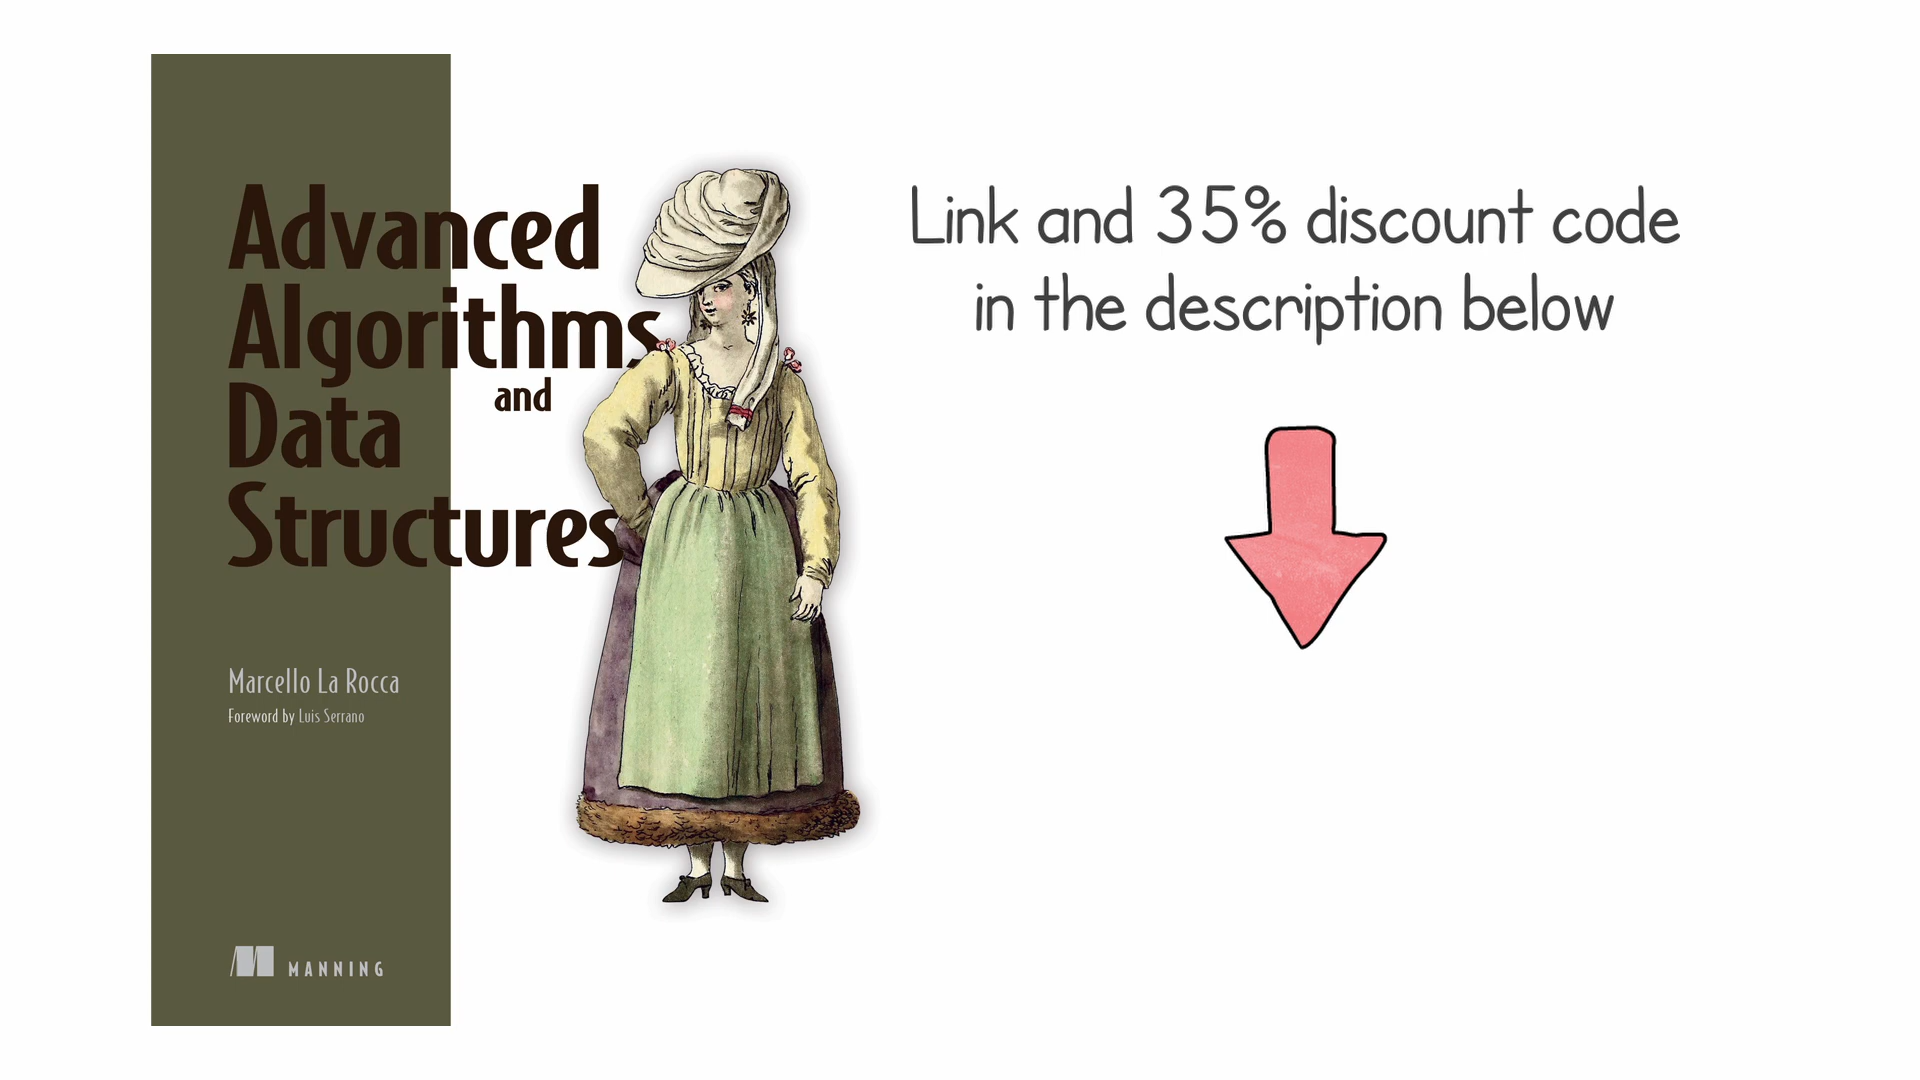 Advanced
Algorithms
and
Data
Structures
Marcello La Rocca
Foreword by Luis Serrano
MANNING
Link and 35% discount code
in the description below